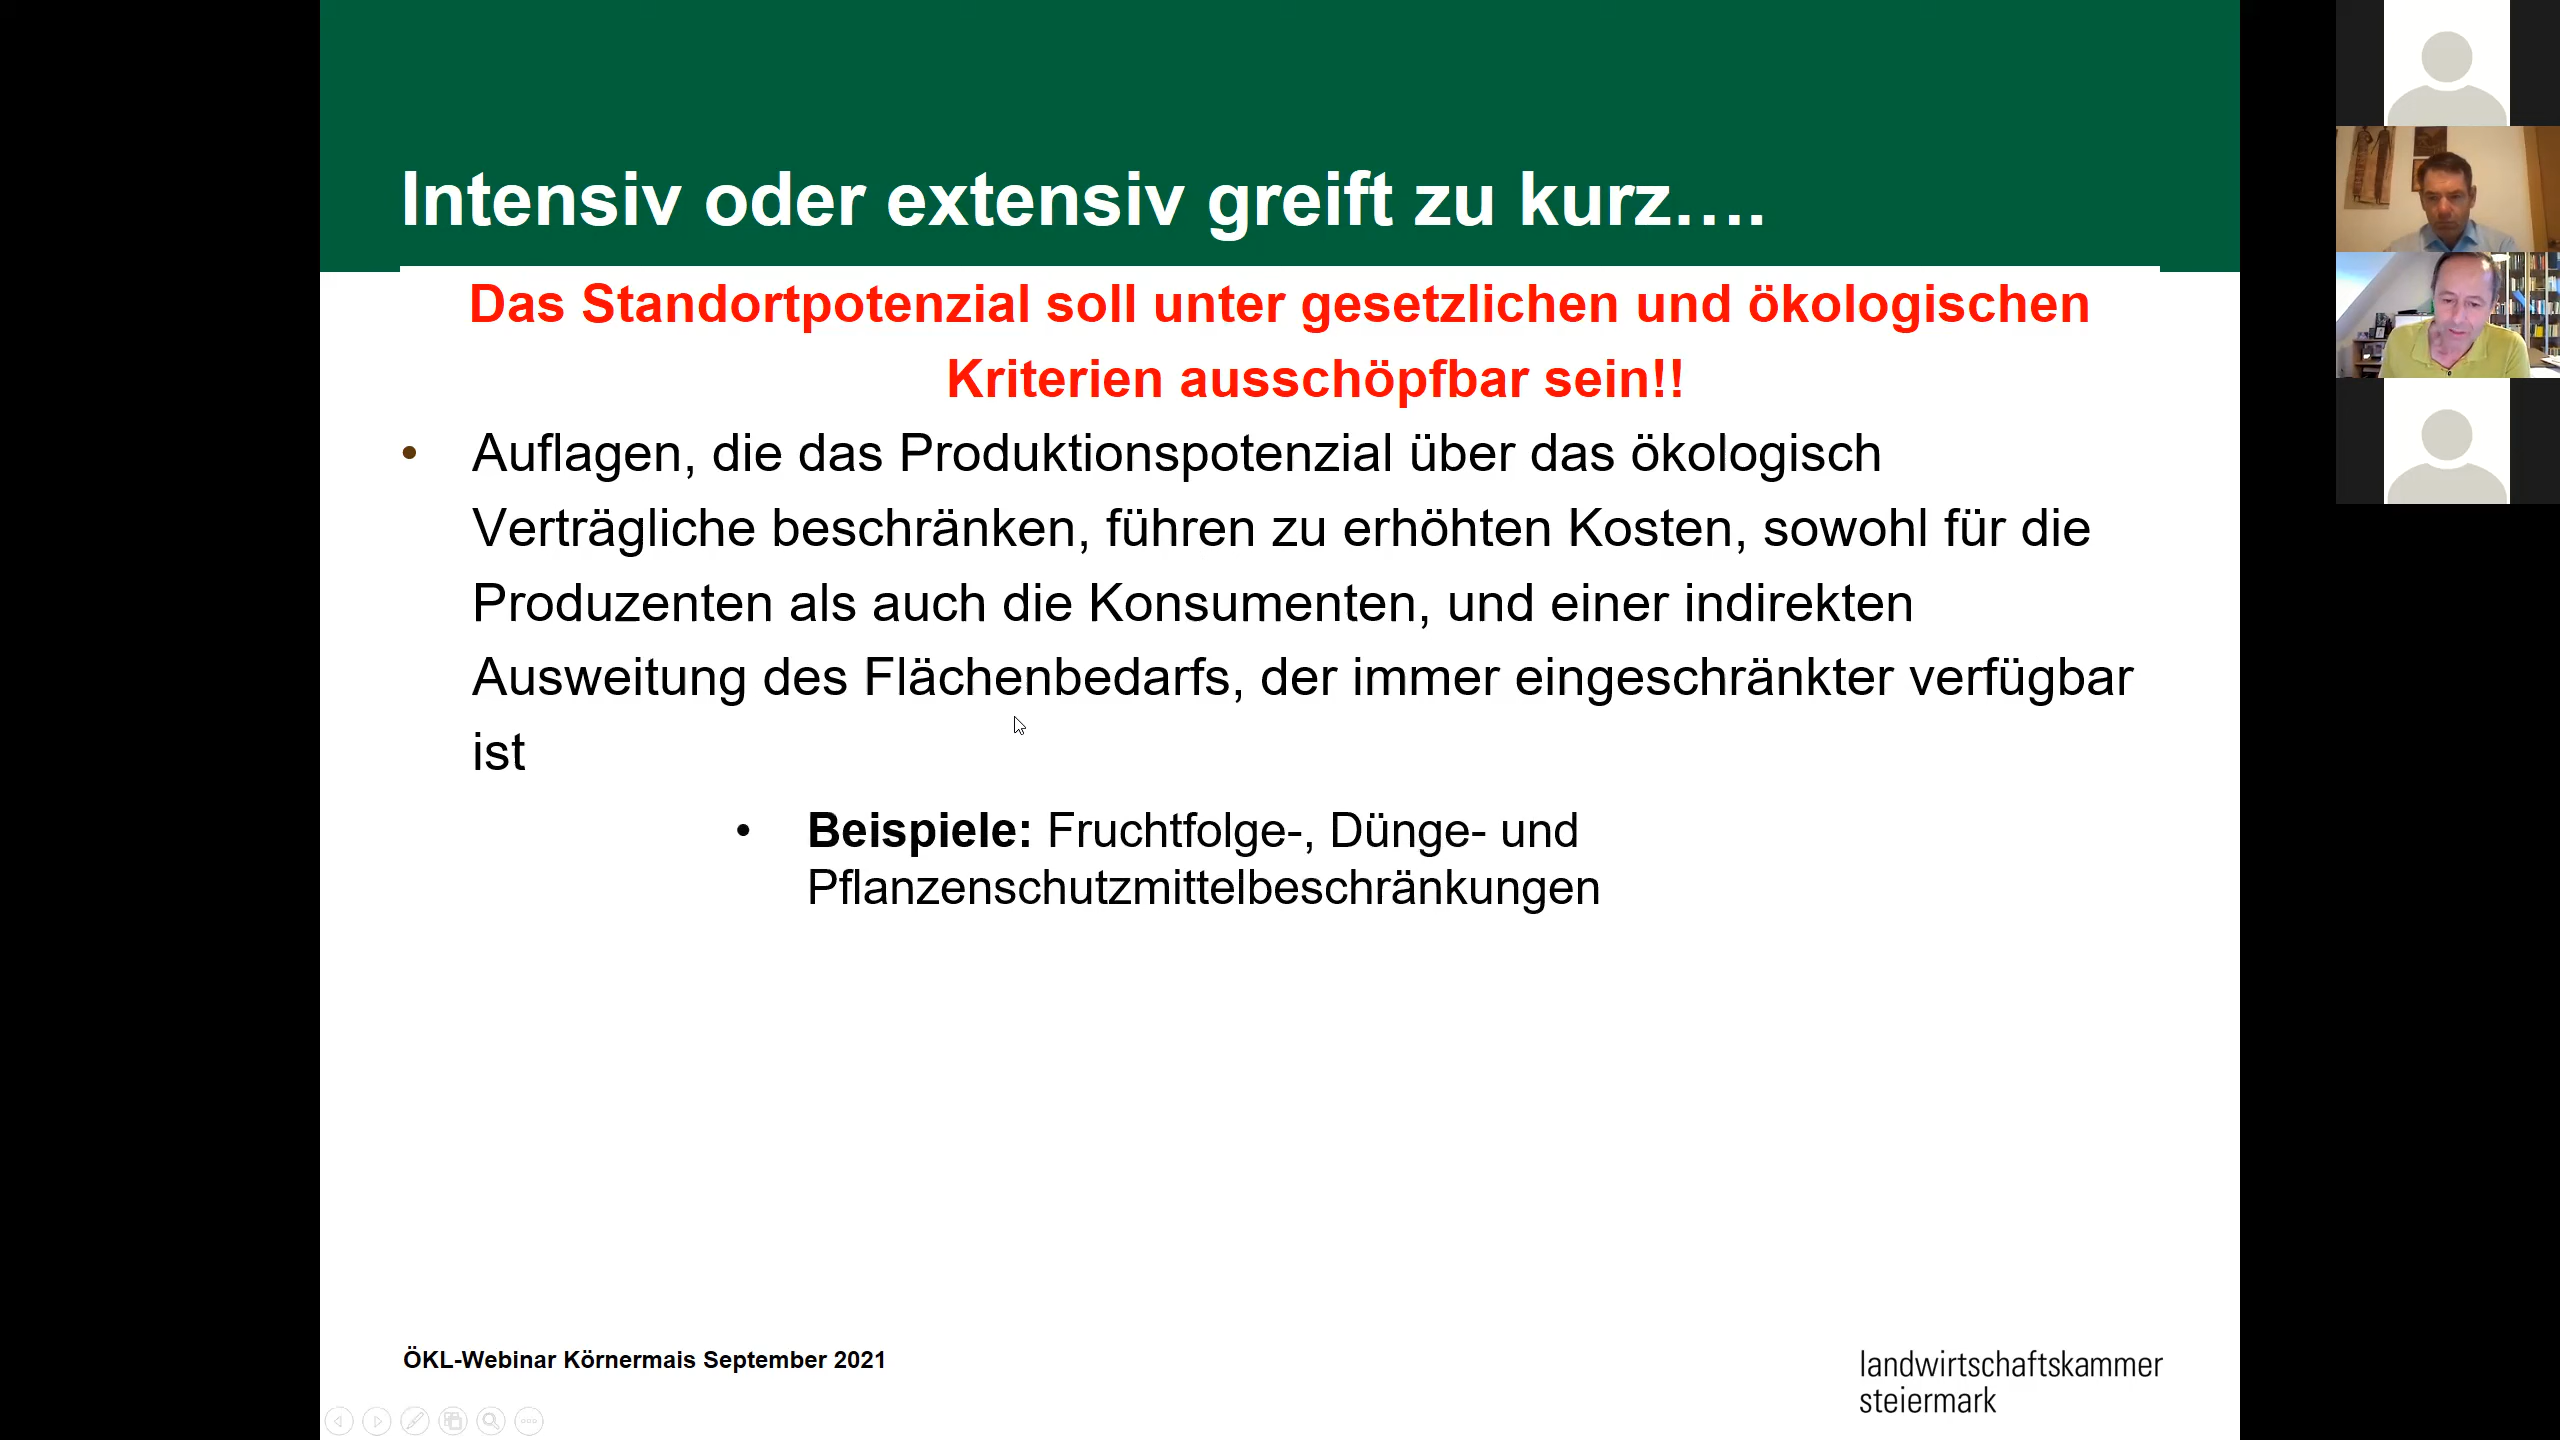 Intensiv oder extensiv greift zu kurz….
Das Standortpotenzial soll unter gesetzlichen und ökologischen
Kriterien ausschöpfbar sein!!
• Auflagen, die das Produktionspotenzial über das ökologisch
Verträgliche beschränken, führen zu erhöhten Kosten, sowohl für die
Produzenten als auch die Konsumenten, und einer indirekten
Ausweitung des Flächenbedarfs, der immer eingeschränkter verfügbar
ist
• Beispiele: Fruchtfolge-, Dünge- und
Pflanzenschutzmittelbeschränkungen
ÖKL-Webinar Körnermais September 2021
landwirtschaftskammer
steiermark